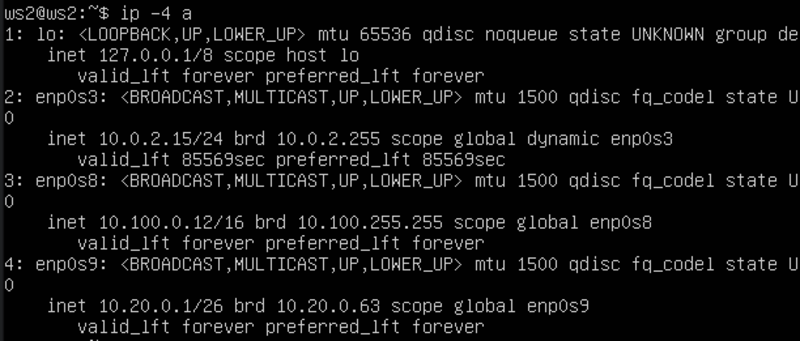 ws2@ws2:~$ ip -4 a
1: lo: <LOOPBACK,UP,LOWER_UP> mtu 65536 qdisc noqueue state UNKNOWN group de
    inet 127.0.0.1/8 scope host lo
       valid_lft forever preferred_lft forever
2: enp0s3: <BROADCAST,MULTICAST,UP,LOWER_UP> mtu 1500 qdisc fq_codel state U
0
    inet 10.0.2.15/24 brd 10.0.2.255 scope global dynamic enp0s3
       valid_lft 85569sec preferred_lft 85569sec
3: enp0s8: <BROADCAST,MULTICAST,UP,LOWER_UP> mtu 1500 qdisc fq_codel state U
0
    inet 10.100.0.12/16 brd 10.100.255.255 scope global enp0s8
       valid_lft forever preferred_lft forever
4: enp0s9: <BROADCAST,MULTICAST,UP,LOWER_UP> mtu 1500 qdisc fq_codel state U
0
    inet 10.20.0.1/26 brd 10.20.0.63 scope global enp0s9
       valid_lft forever preferred_lft forever